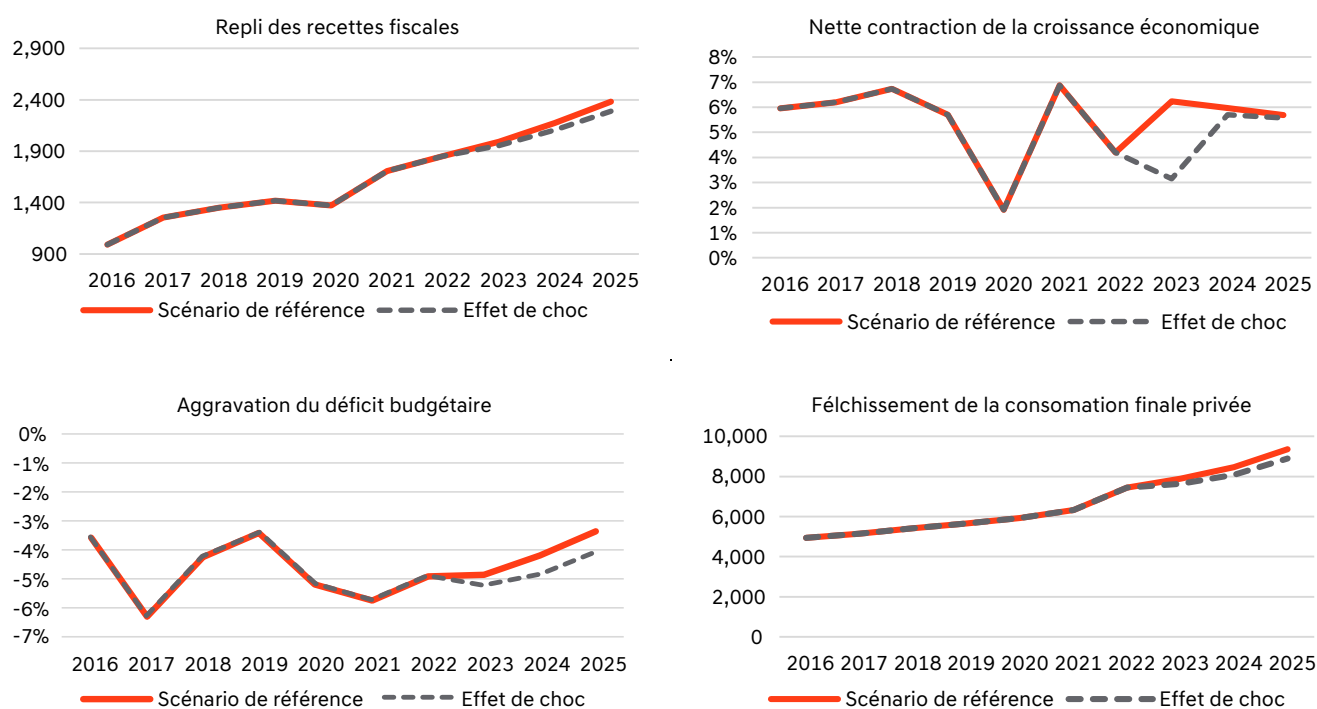 Repli des recettes fiscales
2,900
2,400
1,900
1,400
900
2016 2017 2018 2019 2020 2021 2022 2023 2024 2025
Scénario de référence Effet de choc
Nette contraction de la croissance économique
8%
7%
6%
5%
4%
3%
2%
1%
0%
2016 2017 2018 2019 2020 2021 2022 2023 2024 2025
Scénario de référence Effet de choc
Aggravation du déficit budgétaire
0%
-1%
-2%
-3%
-4%
-5%
-6%
-7%
2016 2017 2018 2019 2020 2021 2022 2023 2024 2025
Scénario de référence Effet de choc
Félchissement de la consomation finale privée
10,000
8,000
6,000
4,000
2,000
0
2016 2017 2018 2019 2020 2021 2022 2023 2024 2025
Scénario de référence Effet de choc